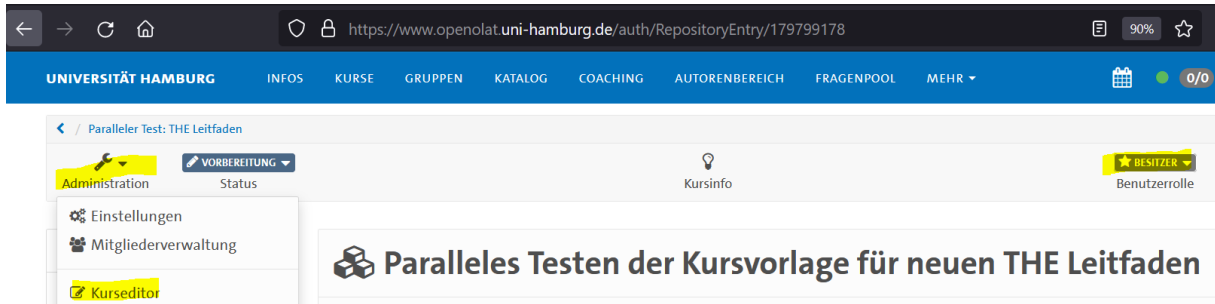 https://www.openolat.uni-hamburg.de/auth/RepositoryEntry/179799178 90%
UNIVERSITÄT HAMBURG INFOS KURSE GRUPPEN KATALOG COACHING AUTORENBEREICH FRAGENPOOL MEHR 0/0
/ Paralleler Test: THE Leitfaden
VORBEREITUNG BESITZER
Administration Status Kursinfo Benutzerrolle
Einstellungen
Mitgliederverwaltung
Paralleles Testen der Kursvorlage für neuen THE Leitfaden
Kurseditor